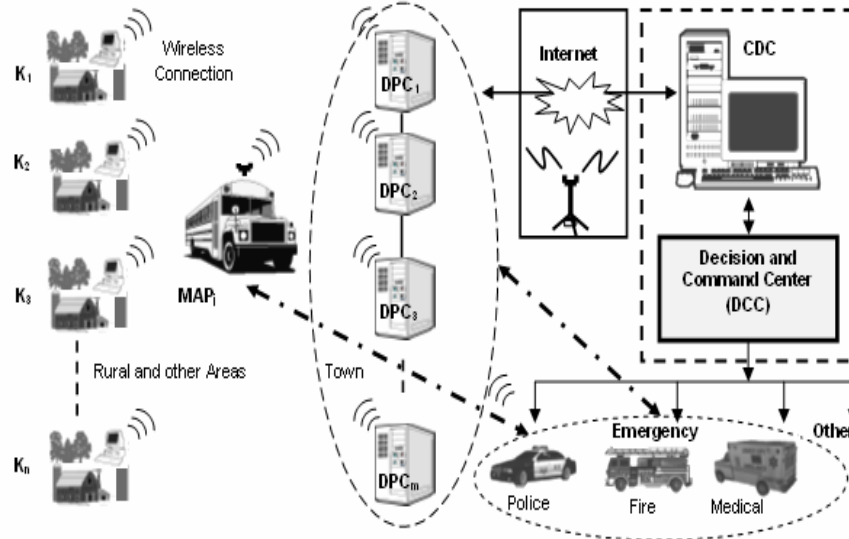 K1
Wireless
Connection
DPC1
Internet
CDC
K2
DPC2
Decision and
Command Center
(DCC)
K3
MAPi
DPC3
Rural and other Areas
Town
Emergency
Other
Kn
DPCm
Police
Fire
Medical